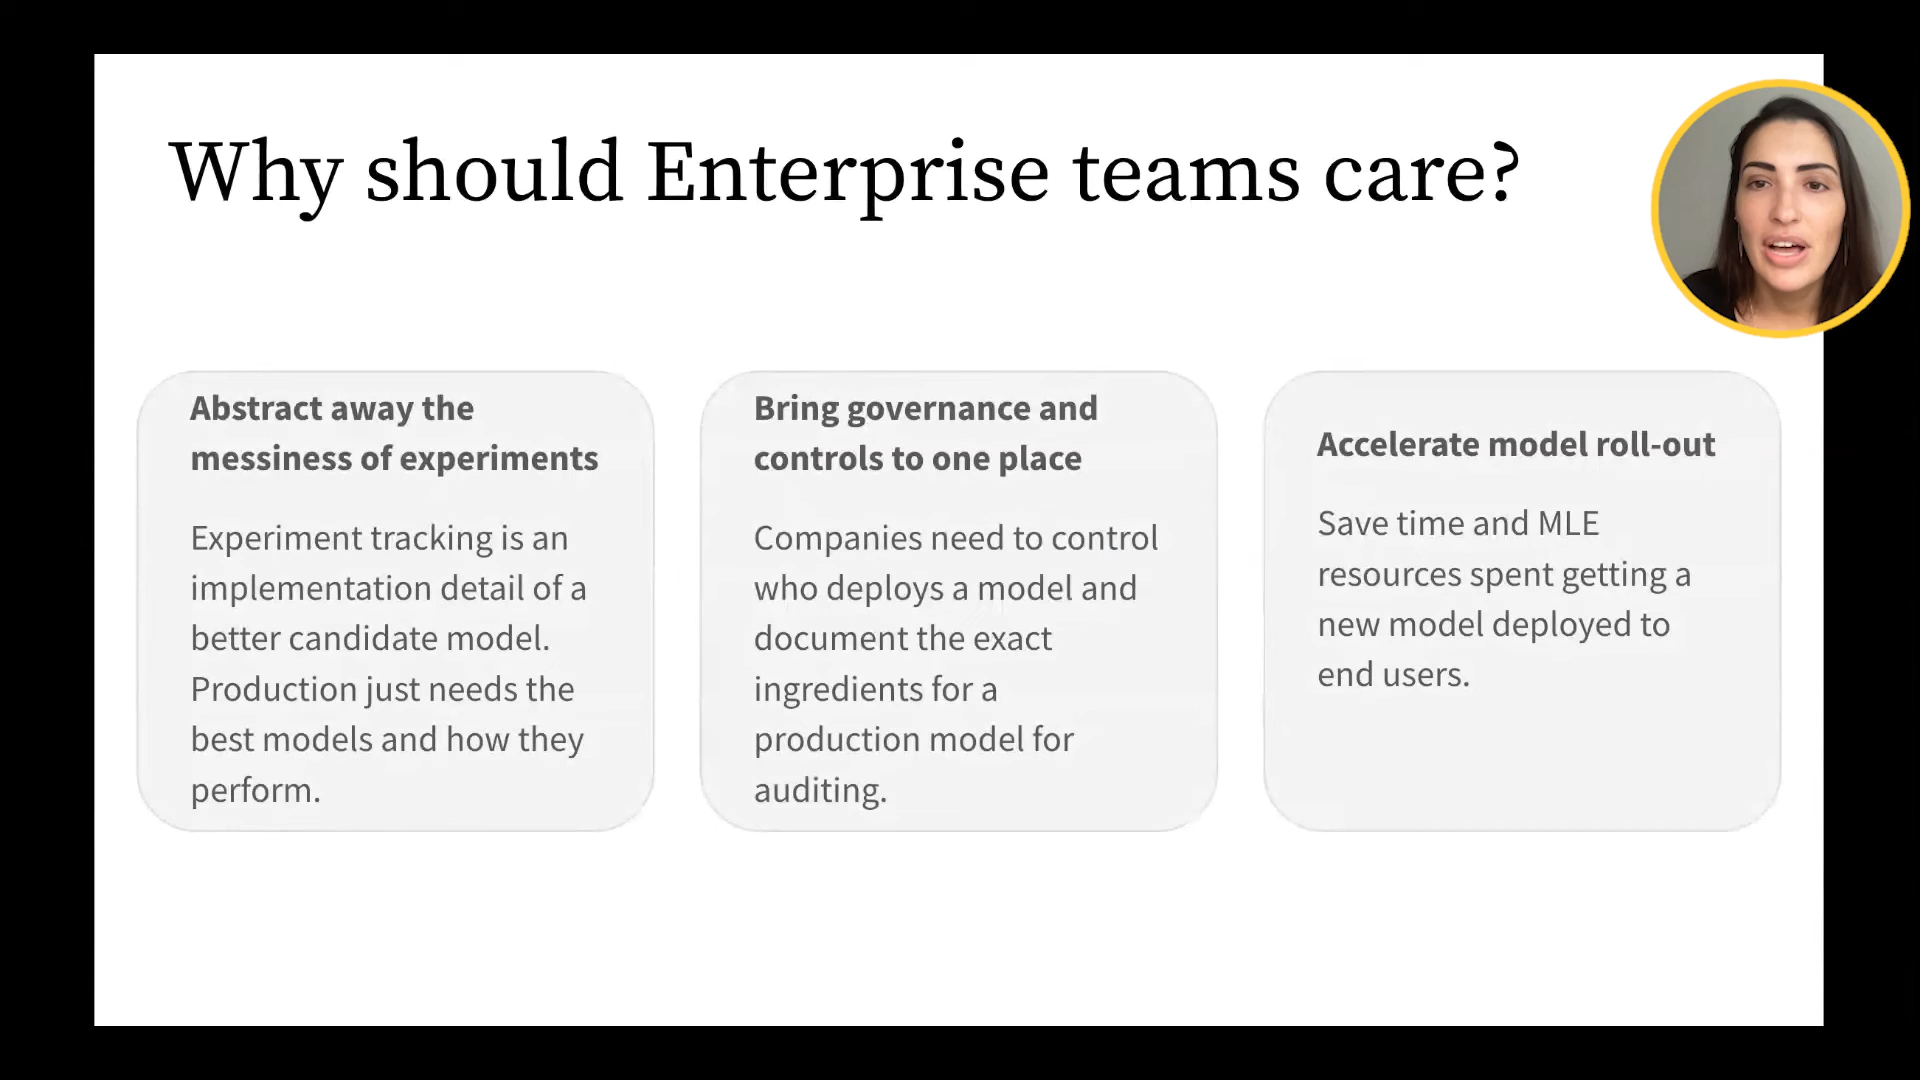 Why should Enterprise teams care?
Abstract away the
messiness of experiments
Experiment tracking is an
implementation detail of a
better candidate model.
Production just needs the
best models and how they
perform.
Bring governance and
controls to one place
Companies need to control
who deploys a model and
document the exact
ingredients for a
production model for
auditing.
Accelerate model roll-out
Save time and MLE
resources spent getting a
new model deployed to
end users.